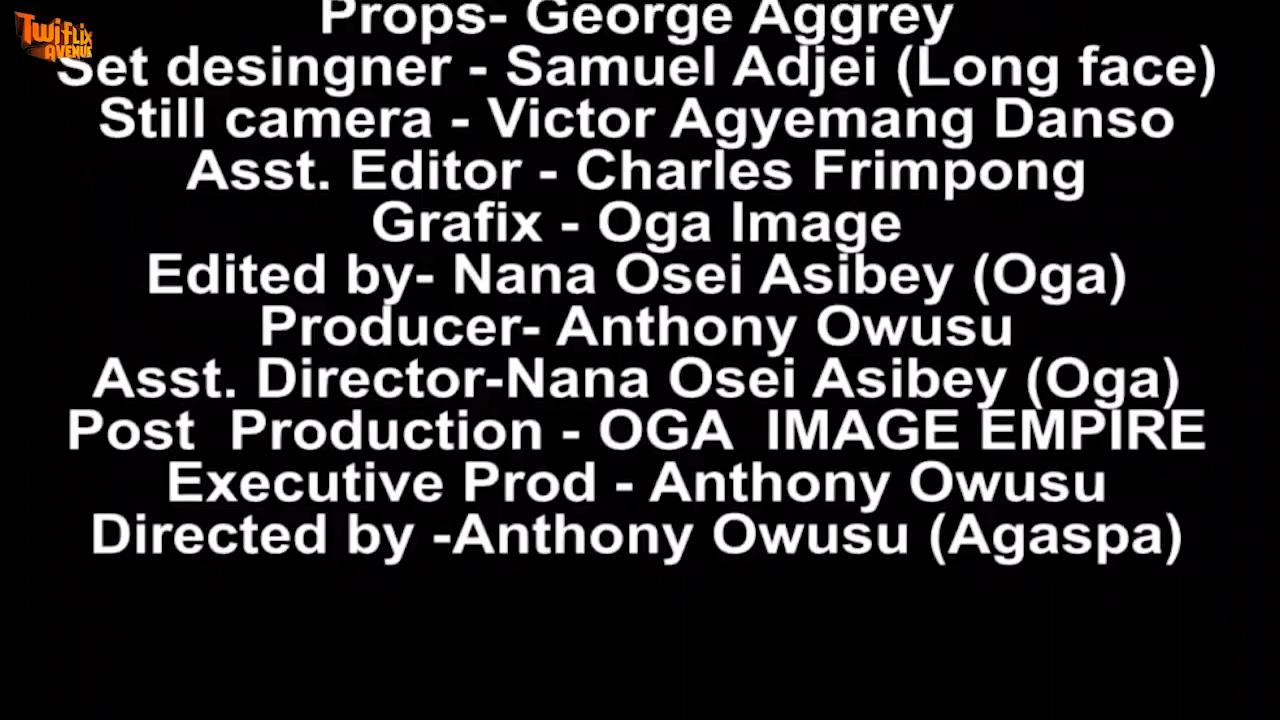 TwiFlix
AVENUE
Props- George Aggrey
Set desingner - Samuel Adjei (Long face)
Still camera - Victor Agyemang Danso
Asst. Editor - Charles Frimpong
Grafix - Oga Image
Edited by- Nana Osei Asibey (Oga)
Producer- Anthony Owusu
Asst. Director-Nana Osei Asibey (Oga)
Post  Production - OGA  IMAGE EMPIRE
Executive Prod - Anthony Owusu
Directed by -Anthony Owusu (Agaspa)